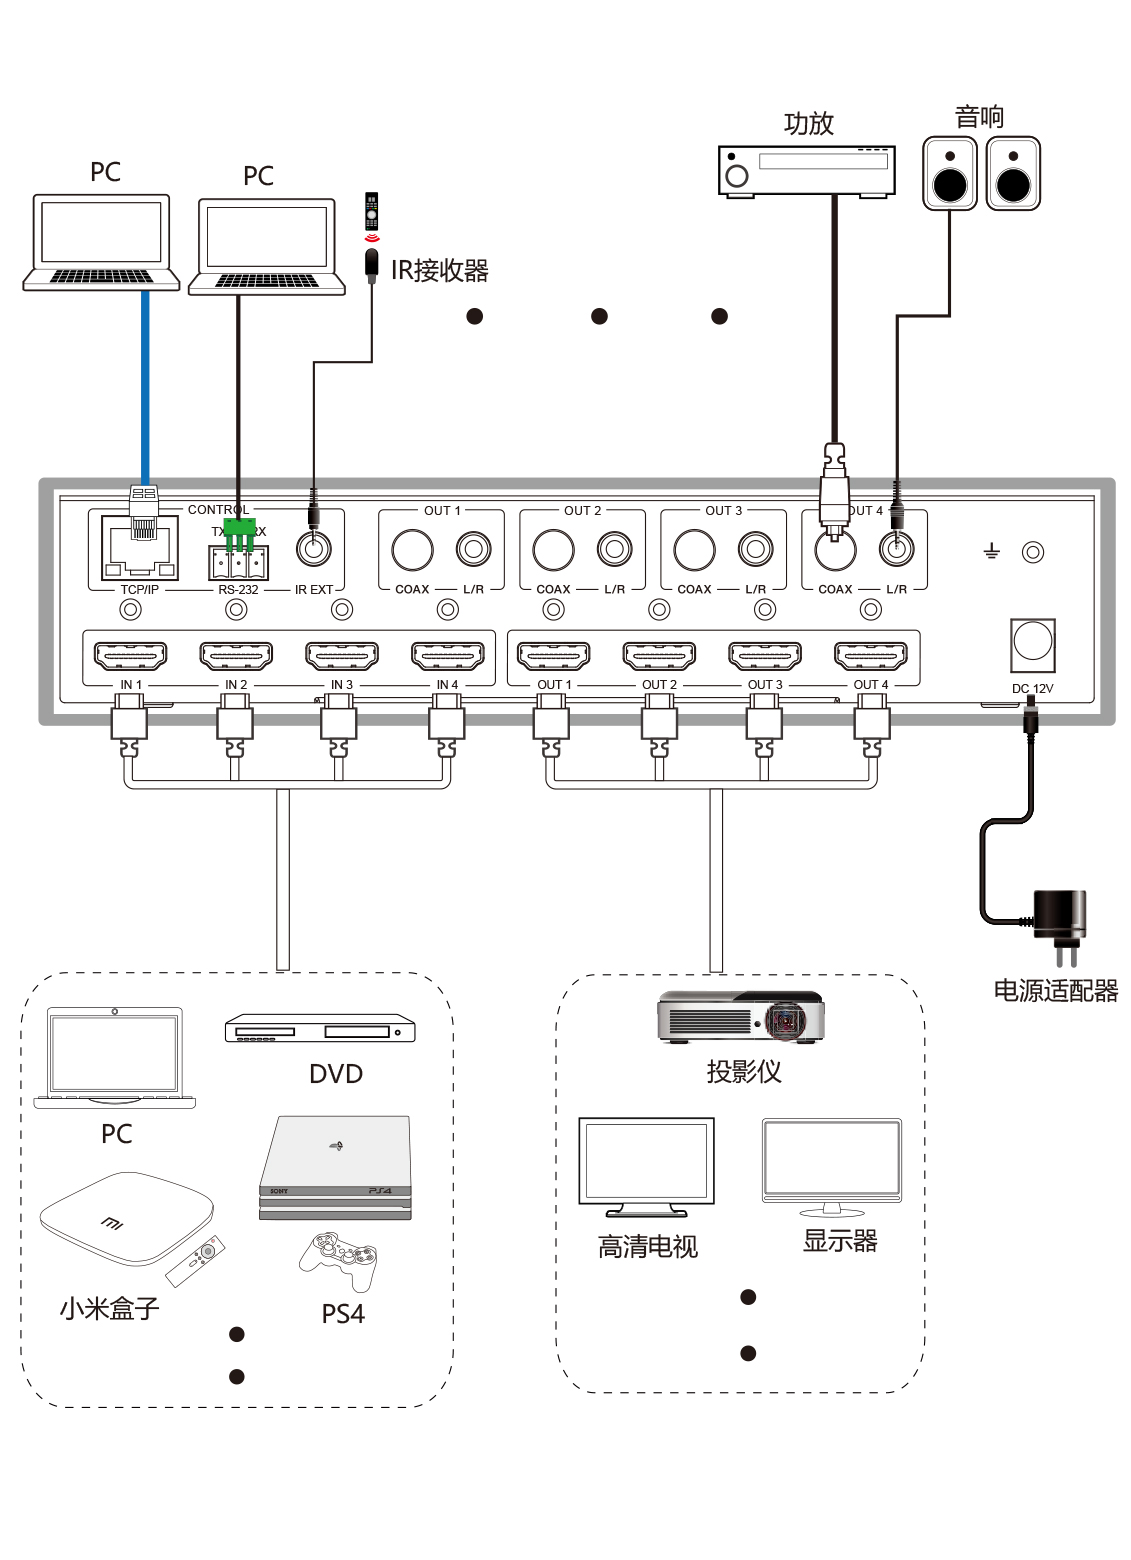 功放
音响
PC
PC
IR接收器
CONTROL
TX
RX
OUT 1
OUT 2
OUT 3
OUT 4
TCP/IP
RS-232
IR EXT
COAX
L/R
COAX
L/R
COAX
L/R
COAX
L/R
IN 1
IN 2
IN 3
IN 4
OUT 1
OUT 2
OUT 3
OUT 4
DC 12V
电源适配器
DVD
PC
投影仪
SONY
PS4
MI
小米盒子
PS4
高清电视
显示器